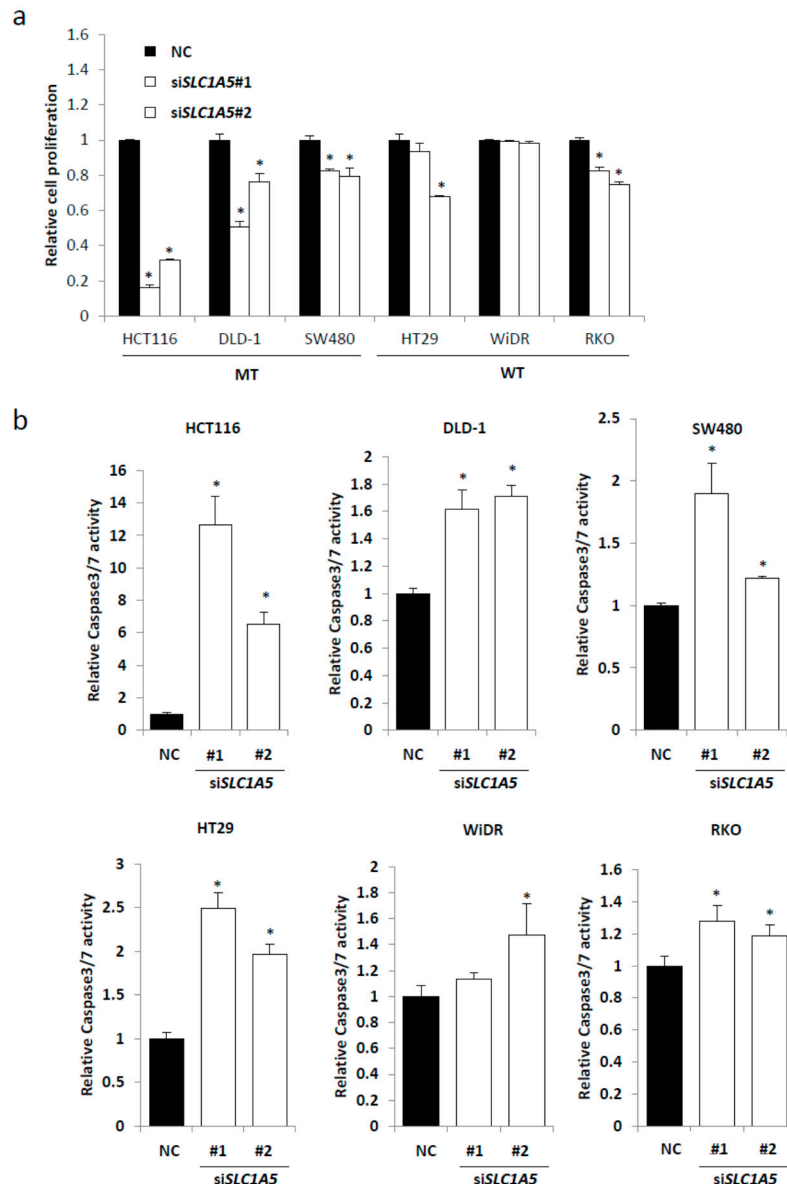 a
Relative cell proliferation
1.6
1.4
1.2
1
0.8
0.6
0.4
0.2
0
NC
siSLC1A5#1
siSLC1A5#2
* * * * * * * * *
HCT116 DLD-1 SW480 HT29 WiDR RKO
MT WT
b
HCT116
Relative Caspase3/7 activity
16
14
12
10
8
6
4
2
0
* *
NC #1 #2
siSLC1A5
DLD-1
Relative Caspase3/7 activity
2
1.8
1.6
1.4
1.2
1
0.8
0.6
0.4
0.2
0
* *
NC #1 #2
siSLC1A5
SW480
Relative Caspase3/7 activity
2.5
2
1.5
1
0.5
0
* *
NC #1 #2
siSLC1A5
HT29
Relative Caspase3/7 activity
3
2.5
2
1.5
1
0.5
0
* *
NC #1 #2
siSLC1A5
WiDR
Relative Caspase3/7 activity
2
1.8
1.6
1.4
1.2
1
0.8
0.6
0.4
0.2
0
*
NC #1 #2
siSLC1A5
RKO
Relative Caspase3/7 activity
1.6
1.4
1.2
1
0.8
0.6
0.4
0.2
0
* *
NC #1 #2
siSLC1A5